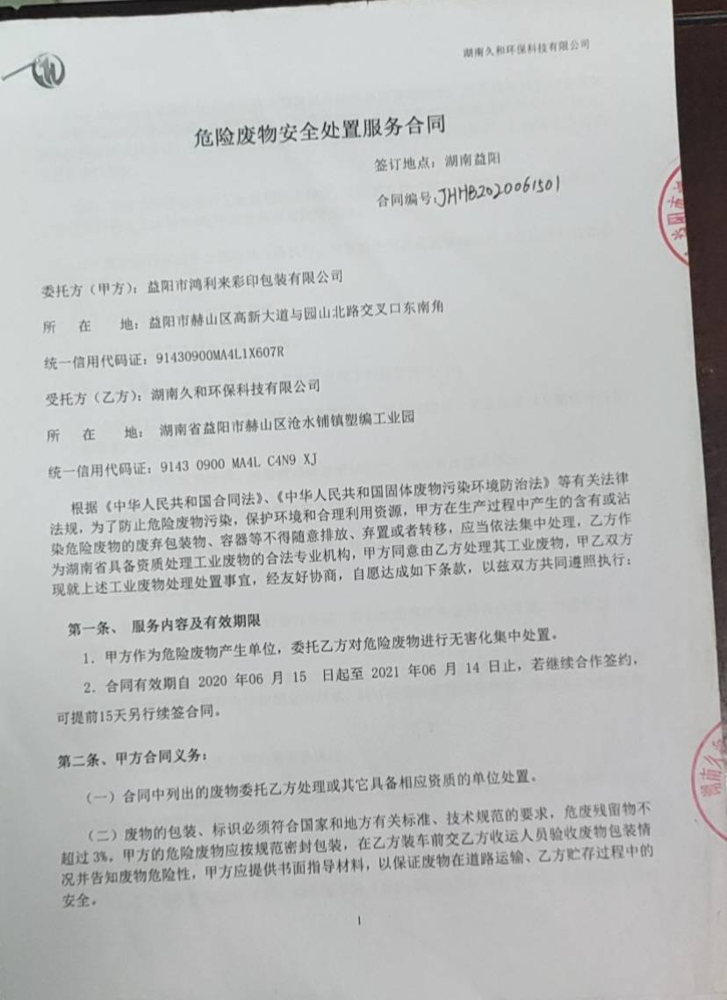 湖南久和环保科技有限公司
危险废物安全处置服务合同
签订地点：湖南益阳
合同编号:JHHB2020061501
委托方（甲方）：益阳市鸿利来彩印包装有限公司
所 在 地：益阳市赫山区高新大道与园山北路交叉口东南角
统一信用代码证：91430900MA4L1X607R
受托方（乙方）：湖南久和环保科技有限公司
所 在 地： 湖南省益阳市赫山区沧水铺镇塑编工业园
统一信用代码证：9143 0900 MA4L C4N9 XJ
根据《中华人民共和国合同法》、《中华人民共和国固体废物污染环境防治法》等有关法律
法规，为了防止危险废物污染，保护环境和合理利用资源，甲方在生产过程中产生的含有或沾
染危险废物的废弃包装物、容器等不得随意排放、弃置或者转移，应当依法集中处理，乙方作
为湖南省具备资质处理工业废物的合法专业机构，甲方同意由乙方处理其工业废物，甲乙双方
现就上述工业废物处理处置事宜，经友好协商，自愿达成如下条款，以兹双方共同遵照执行：
第一条、 服务内容及有效期限
1．甲方作为危险废物产生单位，委托乙方对危险废物进行无害化集中处置。
2．合同有效期自 2020 年06 月 15 日起至 2021 年06 月 14 日止，若继续合作签约，
可提前15天另行续签合同。
第二条、甲方合同义务：
（一）合同中列出的废物委托乙方处理或其它具备相应资质的单位处置。
（二）废物的包装、标识必须符合国家和地方有关标准、技术规范的要求，危废残留物不
超过 3%。甲方的危险废物应按规范密封包装，在乙方装车前交乙方收运人员验收废物包装情
况并告知废物危险性，甲方应提供书面指导材料，以保证废物在道路运输、乙方贮存过程中的
安全。
1
湖南久